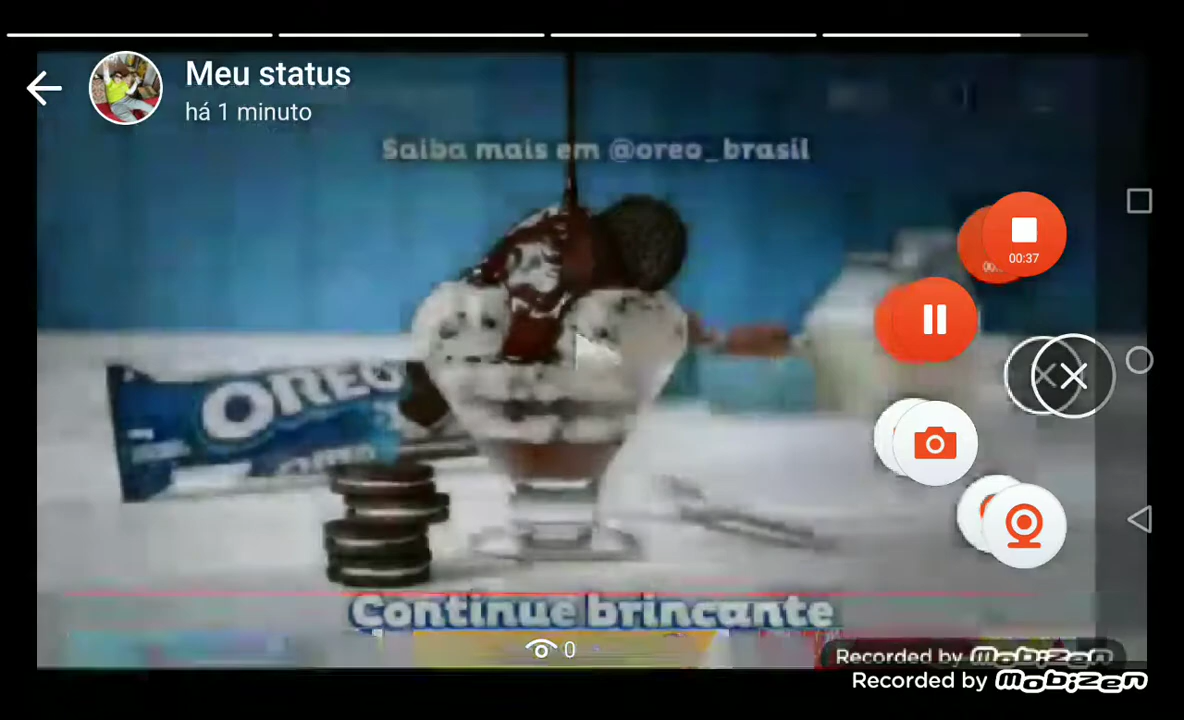 Meu status
há 1 minuto
Saiba mais em @oreo_brasil
00:37
OREO
Continue brincante
0
Recorded by mobizen
Recorded by mobizen